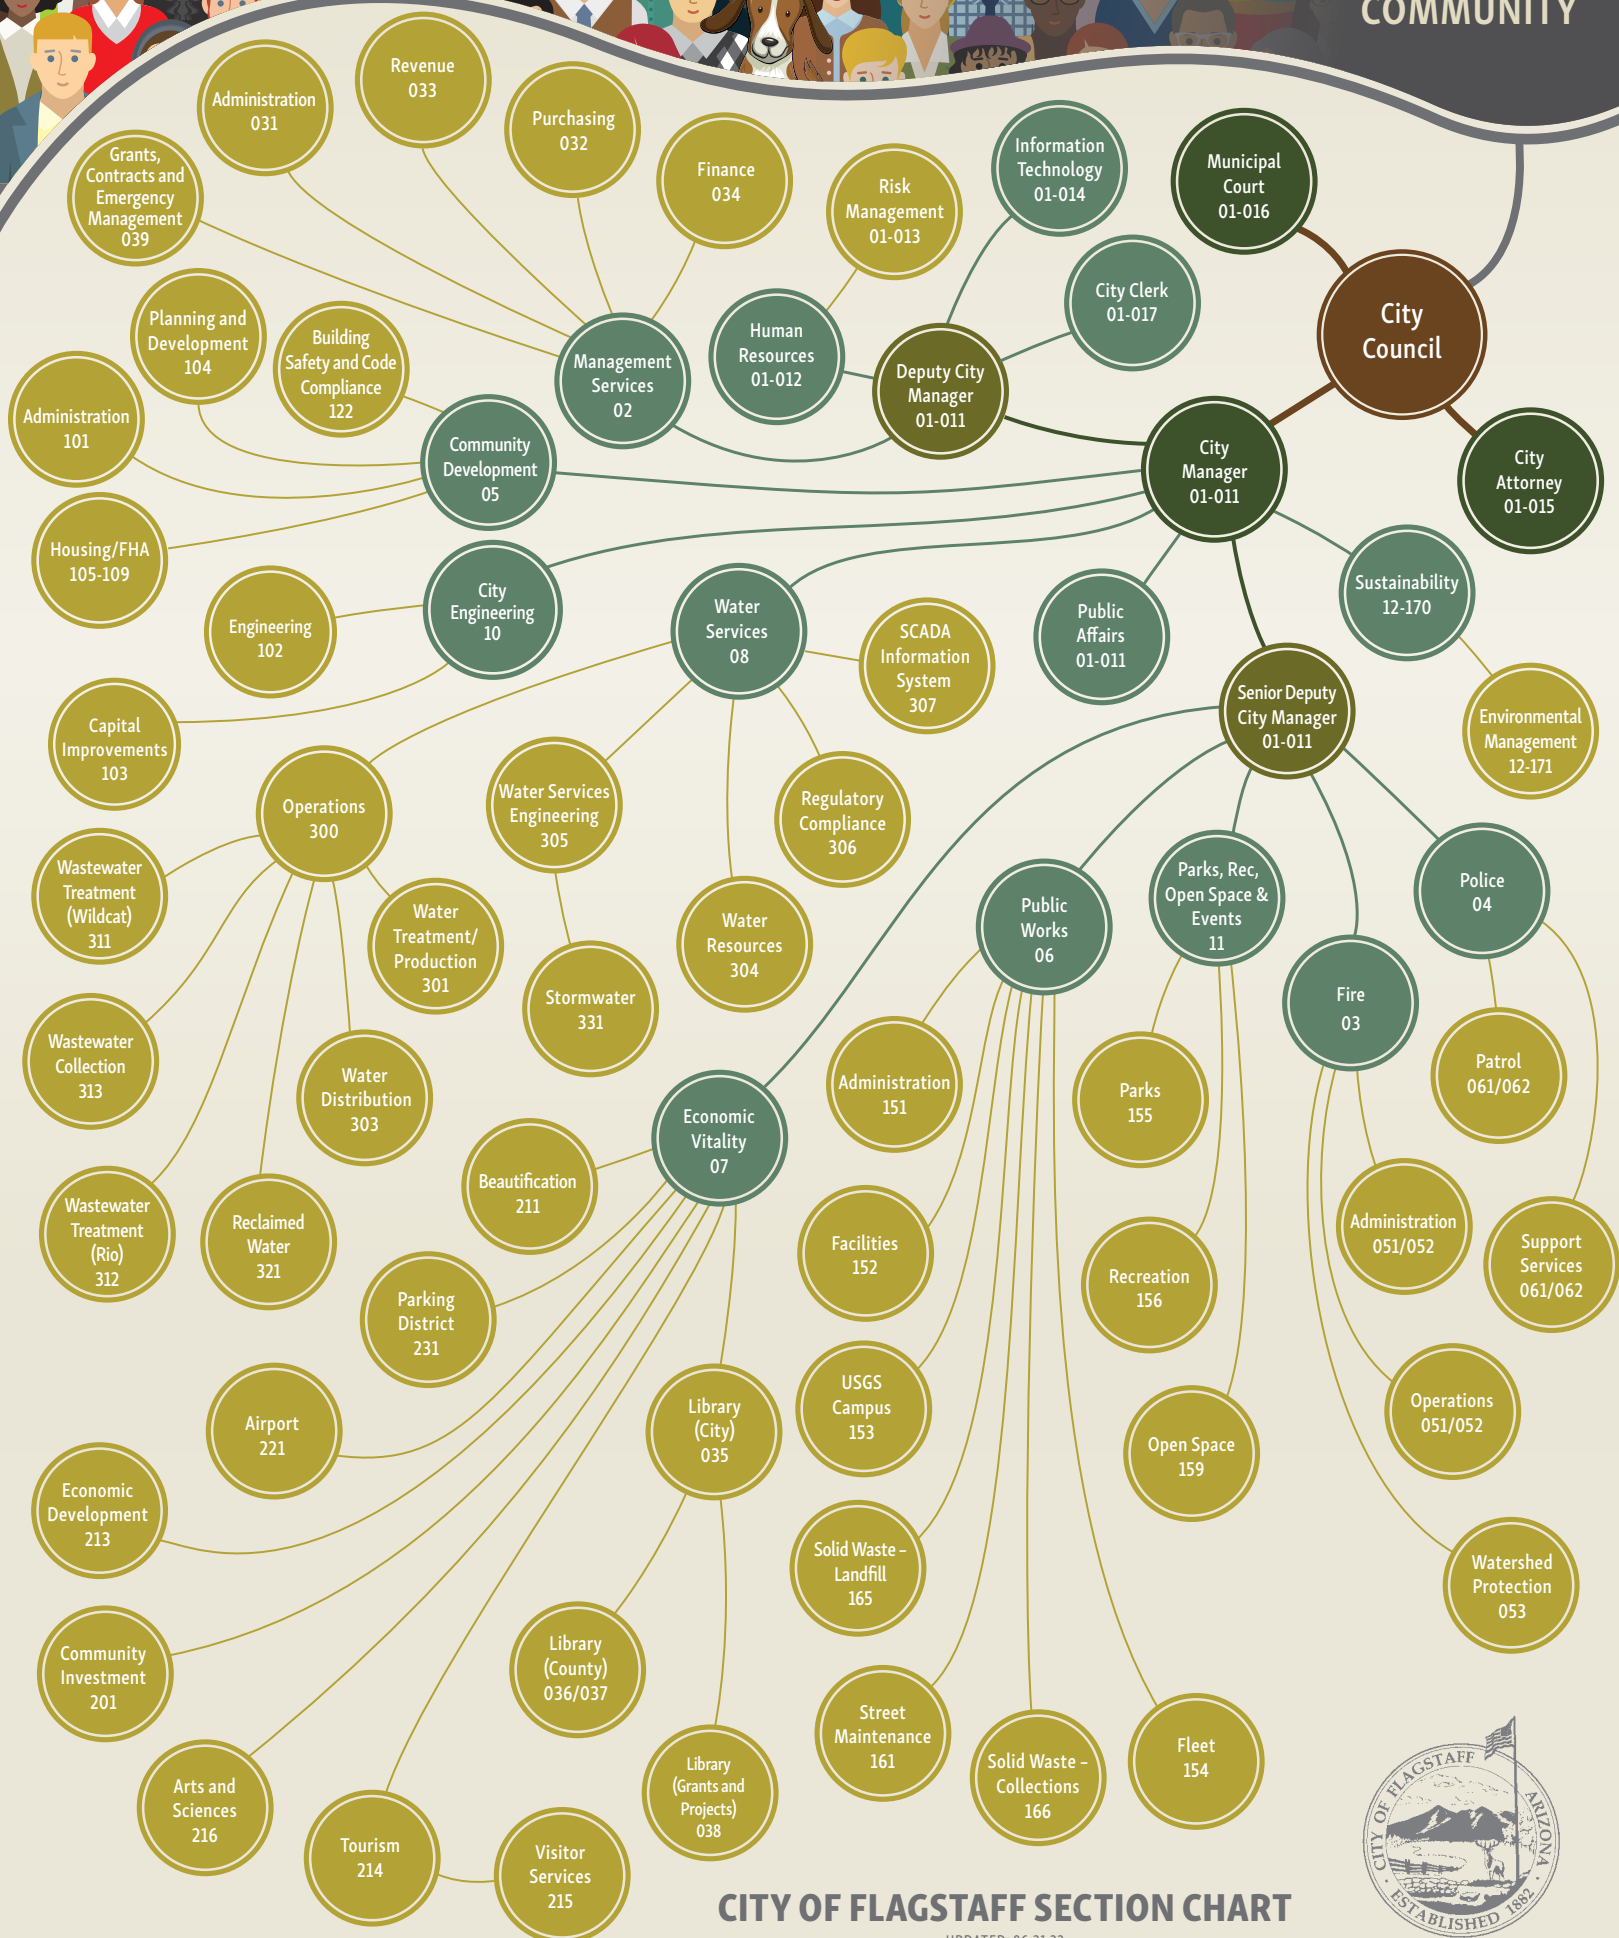 COMMUNITY
Revenue
033
Administration
031
Purchasing
032
Finance
034
Grants,
Contracts and
Emergency
Management
039
Risk
Management
01-013
Information
Technology
01-014
Municipal
Court
01-016
City Clerk
01-017
City
Council
Planning and
Development
104
Building
Safety and Code
Compliance
122
Management
Services
02
Human
Resources
01-012
Deputy City
Manager
01-011
Administration
101
Community
Development
05
City
Manager
01-011
City
Attorney
01-015
Housing/FHA
105-109
Engineering
102
City
Engineering
10
Water
Services
08
SCADA
Information
System
307
Public
Affairs
01-011
Sustainability
12-170
Capital
Improvements
103
Senior Deputy
City Manager
01-011
Environmental
Management
12-171
Operations
300
Water Services
Engineering
305
Regulatory
Compliance
306
Wastewater
Treatment
(Wildcat)
311
Water
Treatment/
Production
301
Water
Resources
304
Public
Works
06
Parks, Rec,
Open Space &
Events
11
Police
04
Stormwater
331
Fire
03
Wastewater
Collection
313
Water
Distribution
303
Economic
Vitality
07
Administration
151
Parks
155
Patrol
061/062
Wastewater
Treatment
(Rio)
312
Reclaimed
Water
321
Beautification
211
Facilities
152
Recreation
156
Administration
051/052
Support
Services
061/062
Parking
District
231
Airport
221
Library
(City)
035
USGS
Campus
153
Open Space
159
Operations
051/052
Economic
Development
213
Solid Waste –
Landfill
165
Watershed
Protection
053
Community
Investment
201
Library
(County)
036/037
Street
Maintenance
161
Solid Waste –
Collections
166
Fleet
154
Arts and
Sciences
216
Tourism
214
Visitor
Services
215
Library
(Grants and
Projects)
038
CITY OF FLAGSTAFF ARIZONA
· ESTABLISHED 1882 ·
CITY OF FLAGSTAFF SECTION CHART